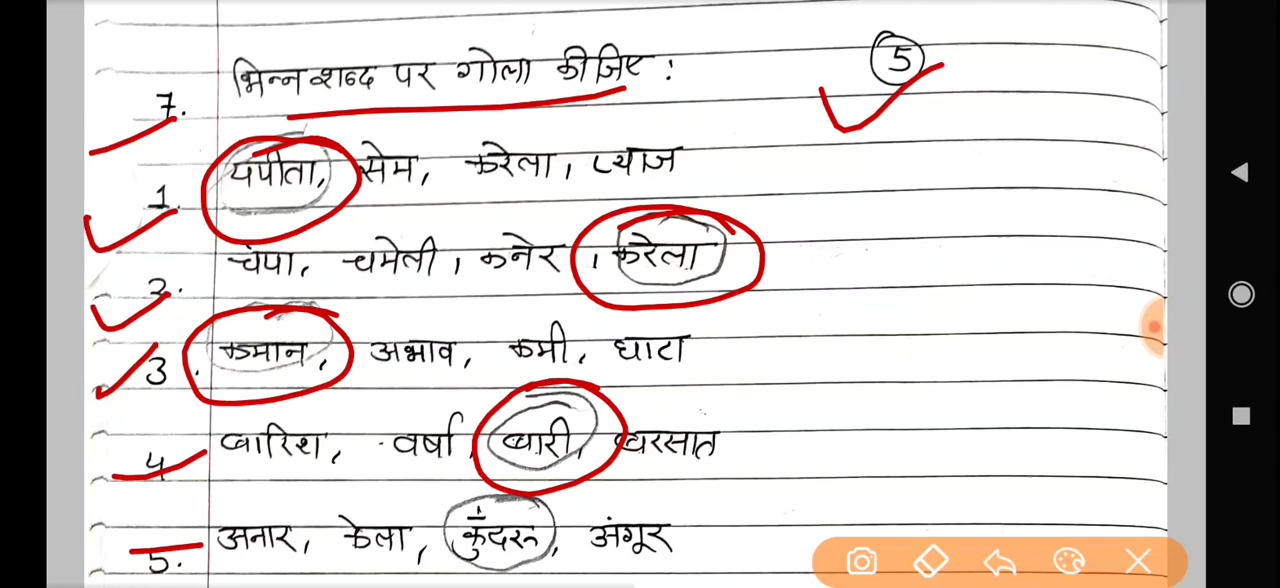 7. भिन्न शब्द पर गोला कीजिए : 5
1. पपीता, सेम, करेला, प्याज
2. चंपा, चमेली, कनेर, करेला
3. कमान, अभाव, कमी, घाटा
4. बारिश, वर्षा, बारी, बरसात
5. अनार, केला, कुँदरू, अंगूर